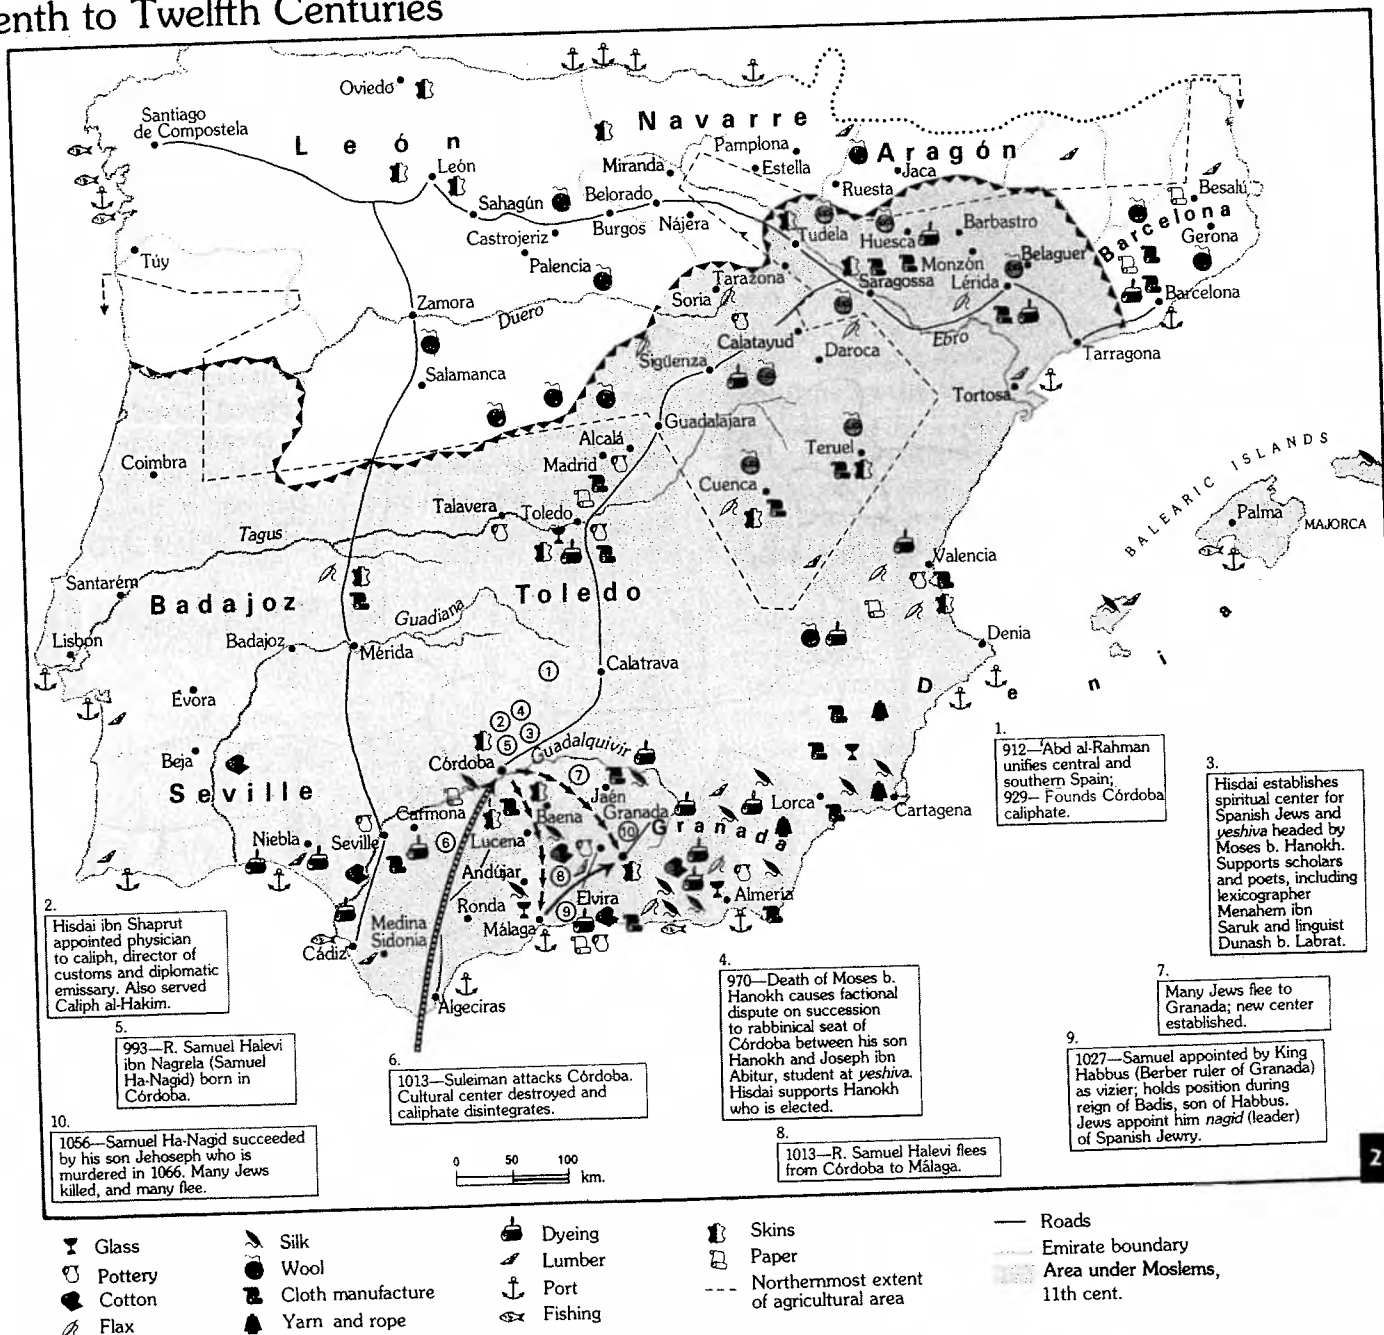 enth to Twelfth Centuries
Oviedo
Santiago
de Compostela
León
Navarre
Pamplona
Estella
Miranda
Aragón
Jaca
Ruesta
León
Sahagún
Belorado
Castrojeriz
Burgos
Nájera
Palencia
Túy
Besalú
Barcelona
Gerona
Barcelona
Tudela
Huesca
Barbastro
Monzón
Belaguer
Tarazona
Saragossa
Lérida
Soria
Zamora
Duero
Calatayud
Daroca
Ebro
Tarragona
Sigüenza
Salamanca
Tortosa
Guadalajara
Alcalá
Madrid
Teruel
Cuenca
Coimbra
Talavera
Toledo
Tagus
BALEARIC ISLANDS
Palma
MAJORCA
Valencia
Santarém
Badajoz
Toledo
Guadiana
Lisbon
Badajoz
Mérida
Calatrava
Denia
Denia
Évora
Beja
Seville
1
2
4
3
5
Córdoba
Guadalquivir
7
Jaén
Granada
10
Granada
Lorca
Cartagena
Carmona
6
Baena
Lucena
Niebla
Seville
Andújar
8
Elvira
9
Almería
Ronda
Málaga
Medina
Sidonia
Cádiz
Algeciras
1.
912—'Abd al-Rahman
unifies central and
southern Spain;
929— Founds Córdoba
caliphate.
3.
Hisdai establishes
spiritual center for
Spanish Jews and
yeshiva headed by
Moses b. Hanokh.
Supports scholars
and poets, including
lexicographer
Menahem ibn
Saruk and linguist
Dunash b. Labrat.
2.
Hisdai ibn Shaprut
appointed physician
to caliph, director of
customs and diplomatic
emissary. Also served
Caliph al-Hakim.
4.
970—Death of Moses b.
Hanokh causes factional
dispute on succession
to rabbinical seat of
Córdoba between his son
Hanokh and Joseph ibn
Abitur, student at yeshiva.
Hisdai supports Hanokh
who is elected.
7.
Many Jews flee to
Granada; new center
established.
5.
993—R. Samuel Halevi
ibn Nagrela (Samuel
Ha-Nagid) born in
Córdoba.
6.
1013—Suleiman attacks Córdoba.
Cultural center destroyed and
caliphate disintegrates.
9.
1027—Samuel appointed by King
Habbus (Berber ruler of Granada)
as vizier; holds position during
reign of Badis, son of Habbus.
Jews appoint him nagid (leader)
of Spanish Jewry.
10.
1056—Samuel Ha-Nagid succeeded
by his son Jehoseph who is
murdered in 1066. Many Jews
killed, and many flee.
8.
1013—R. Samuel Halevi flees
from Córdoba to Málaga.
0 50 100
km.
2
Glass
Pottery
Cotton
Flax
Silk
Wool
Cloth manufacture
Yarn and rope
Dyeing
Lumber
Port
Fishing
Skins
Paper
Northernmost extent
of agricultural area
Roads
Emirate boundary
Area under Moslems,
11th cent.